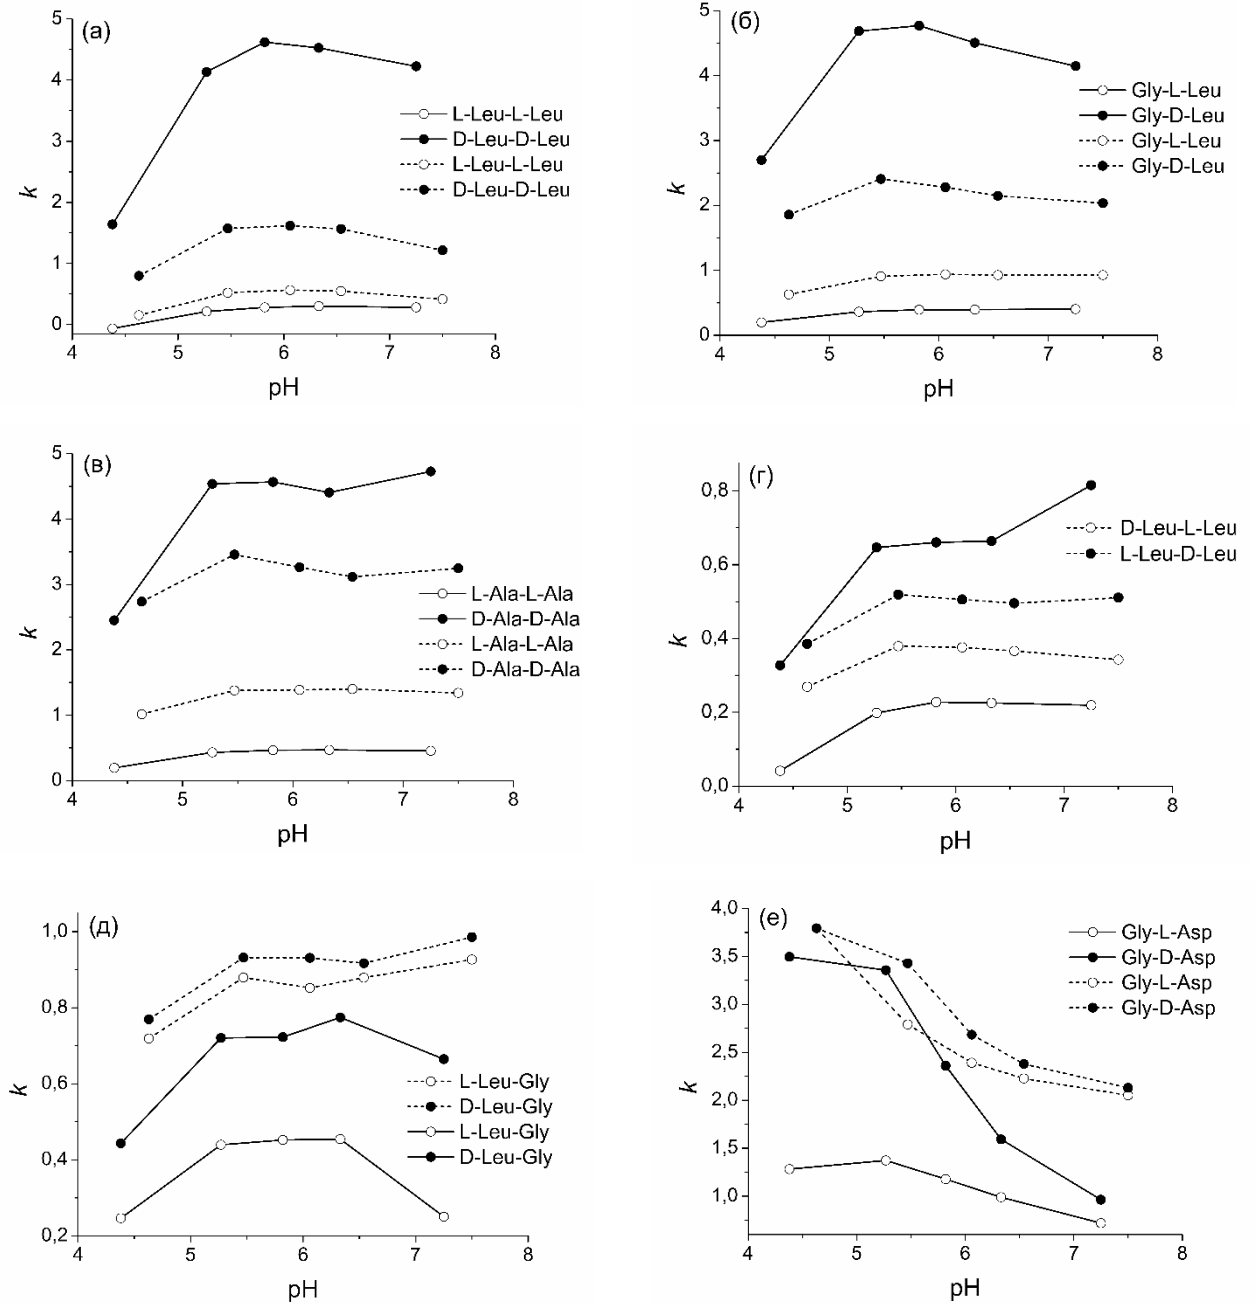 (а)
5
4
3
2
1
0
k
L-Leu-L-Leu
D-Leu-D-Leu
L-Leu-L-Leu
D-Leu-D-Leu
4 5 6 7 8
pH
(б)
5
4
3
2
1
0
k
Gly-L-Leu
Gly-D-Leu
Gly-L-Leu
Gly-D-Leu
4 5 6 7 8
pH
(в)
5
4
3
2
1
0
k
L-Ala-L-Ala
D-Ala-D-Ala
L-Ala-L-Ala
D-Ala-D-Ala
4 5 6 7 8
pH
(г)
0,8
0,6
0,4
0,2
0,0
k
D-Leu-L-Leu
L-Leu-D-Leu
4 5 6 7 8
pH
(д)
1,0
0,8
0,6
0,4
0,2
k
L-Leu-Gly
D-Leu-Gly
L-Leu-Gly
D-Leu-Gly
4 5 6 7 8
pH
(е)
4,0
3,5
3,0
2,5
2,0
1,5
1,0
k
Gly-L-Asp
Gly-D-Asp
Gly-L-Asp
Gly-D-Asp
4 5 6 7 8
pH